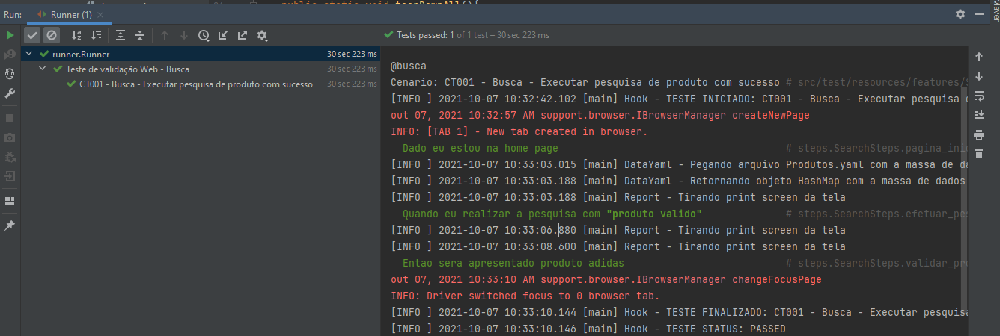 public static void tearDownAll(){
Run: Runner (1) ×
Maven
Tests passed: 1 of 1 test – 30 sec 223 ms
runner.Runner 30 sec 223 ms
Teste de validação Web - Busca 30 sec 223 ms
CT001 - Busca - Executar pesquisa de produto com sucesso 30 sec 223 ms
@busca
Cenario: CT001 - Busca - Executar pesquisa de produto com sucesso # src/test/resources/features/
[INFO ] 2021-10-07 10:32:42.102 [main] Hook - TESTE INICIADO: CT001 - Busca - Executar pesquisa
out 07, 2021 10:32:57 AM support.browser.IBrowserManager createNewPage
INFO: [TAB 1] - New tab created in browser.
Dado eu estou na home page # steps.SearchSteps.pagina_ini
[INFO ] 2021-10-07 10:33:03.015 [main] DataYaml - Pegando arquivo Produtos.yaml com a massa de da
[INFO ] 2021-10-07 10:33:03.188 [main] DataYaml - Retornando objeto HashMap com a massa de dados
[INFO ] 2021-10-07 10:33:03.188 [main] Report - Tirando print screen da tela
Quando eu realizar a pesquisa com "produto valido" # steps.SearchSteps.efetuar_pes
[INFO ] 2021-10-07 10:33:06.880 [main] Report - Tirando print screen da tela
[INFO ] 2021-10-07 10:33:08.600 [main] Report - Tirando print screen da tela
Entao sera apresentado produto adidas # steps.SearchSteps.validar_pro
out 07, 2021 10:33:10 AM support.browser.IBrowserManager changeFocusPage
INFO: Driver switched focus to 0 browser tab.
[INFO ] 2021-10-07 10:33:10.144 [main] Hook - TESTE FINALIZADO: CT001 - Busca - Executar pesquisa
[INFO ] 2021-10-07 10:33:10.146 [main] Hook - TESTE STATUS: PASSED